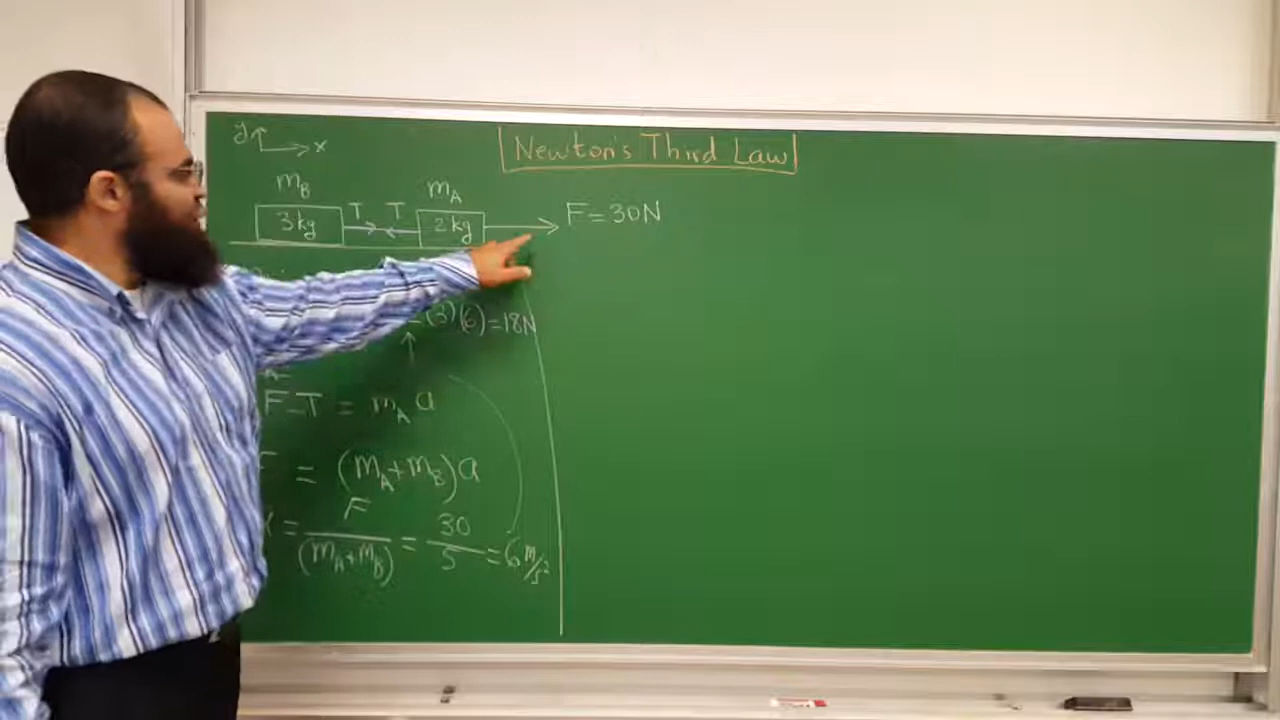 Newton's Third Law
y x
m_B m_A
3kg T T 2kg F=30N
=(3)(6)=18N
F-T = m_A a
= (m_A+m_B)a
= F/(m_A+m_B) = 30/5 = 6 m/s²